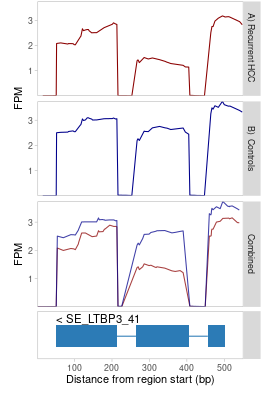 3
2
1
A) Recurrent HCC
FPM
3
2
1
B) Controls
3
2
1
FPM
Combined
< SE_LTBP3_41
100
200
300
400
500
Distance from region start (bp)